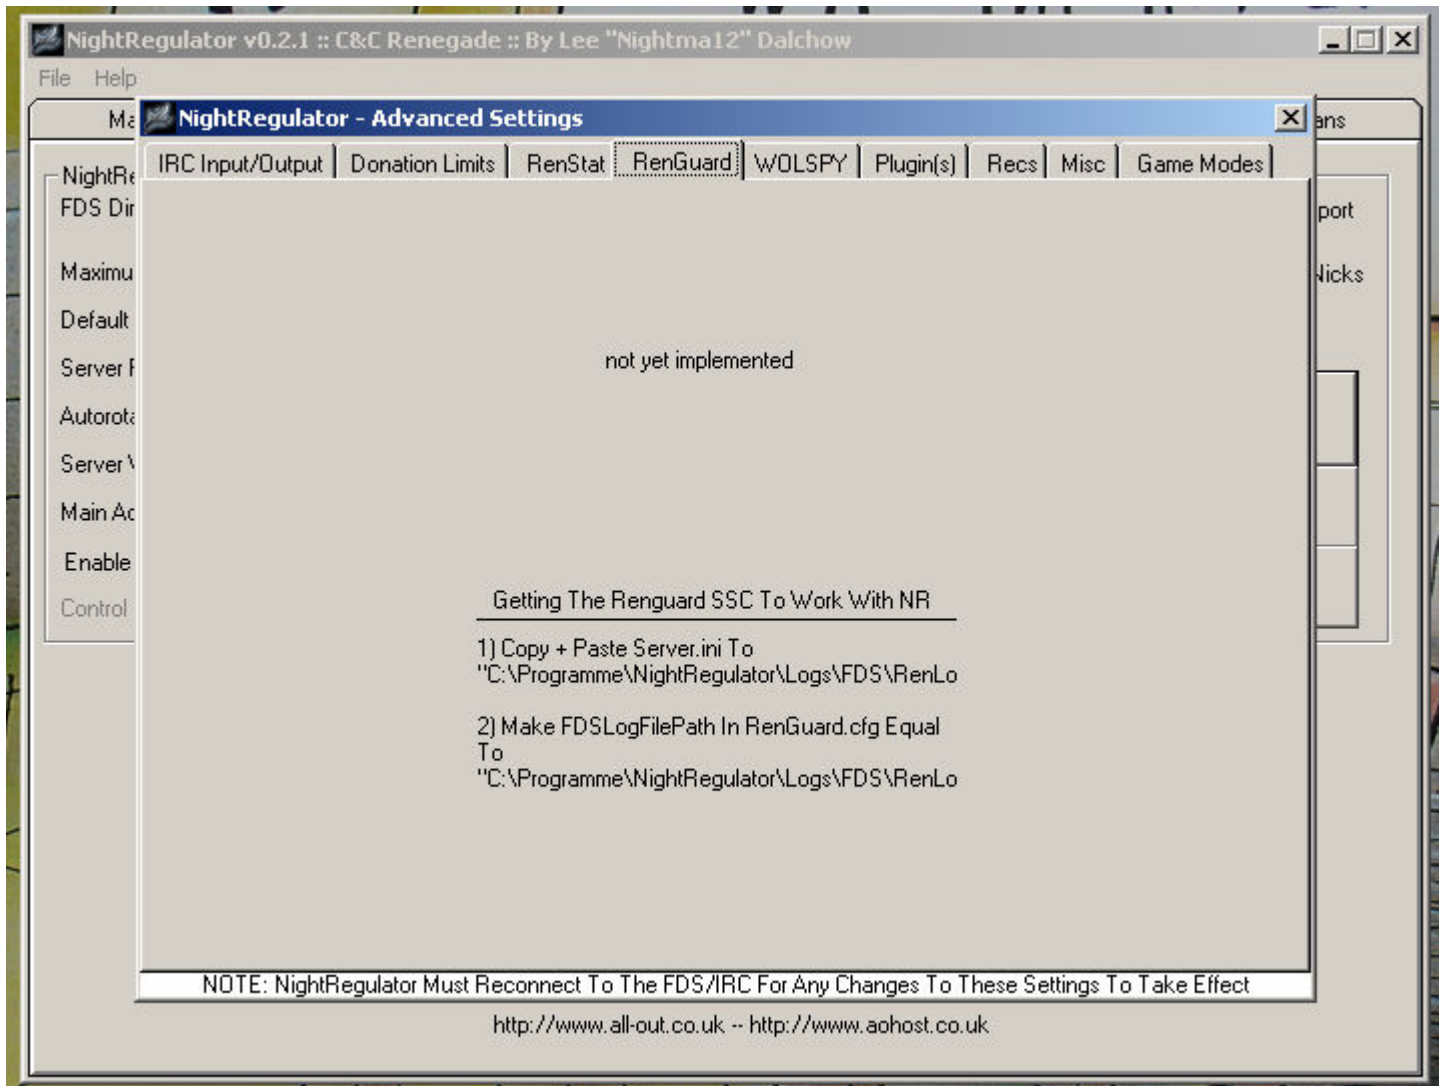 NightRegulator v0.2.1 :: C&C Renegade :: By Lee "Nightma12" Dalchow
File Help
NightRegulator - Advanced Settings
IRC Input/Output Donation Limits RenStat RenGuard WOLSPY Plugin(s) Recs Misc Game Modes
FDS Dir
Default
Server
Main
Enable
Control
Nicks
not yet implemented
Getting The Renguard SSC To Work With NR
1) Copy + Paste Server.ini To
"C:\Programme\NightRegulator\Logs\FDS\RenLo
2) Make FDSLogFilePath In RenGuard.cfg Equal
To
"C:\Programme\NightRegulator\Logs\FDS\RenLo
NOTE: NightRegulator Must Reconnect To The FDS/IRC For Any Changes To These Settings To Take Effect
http://www.all-out.co.uk -- http://www.aohost.co.uk